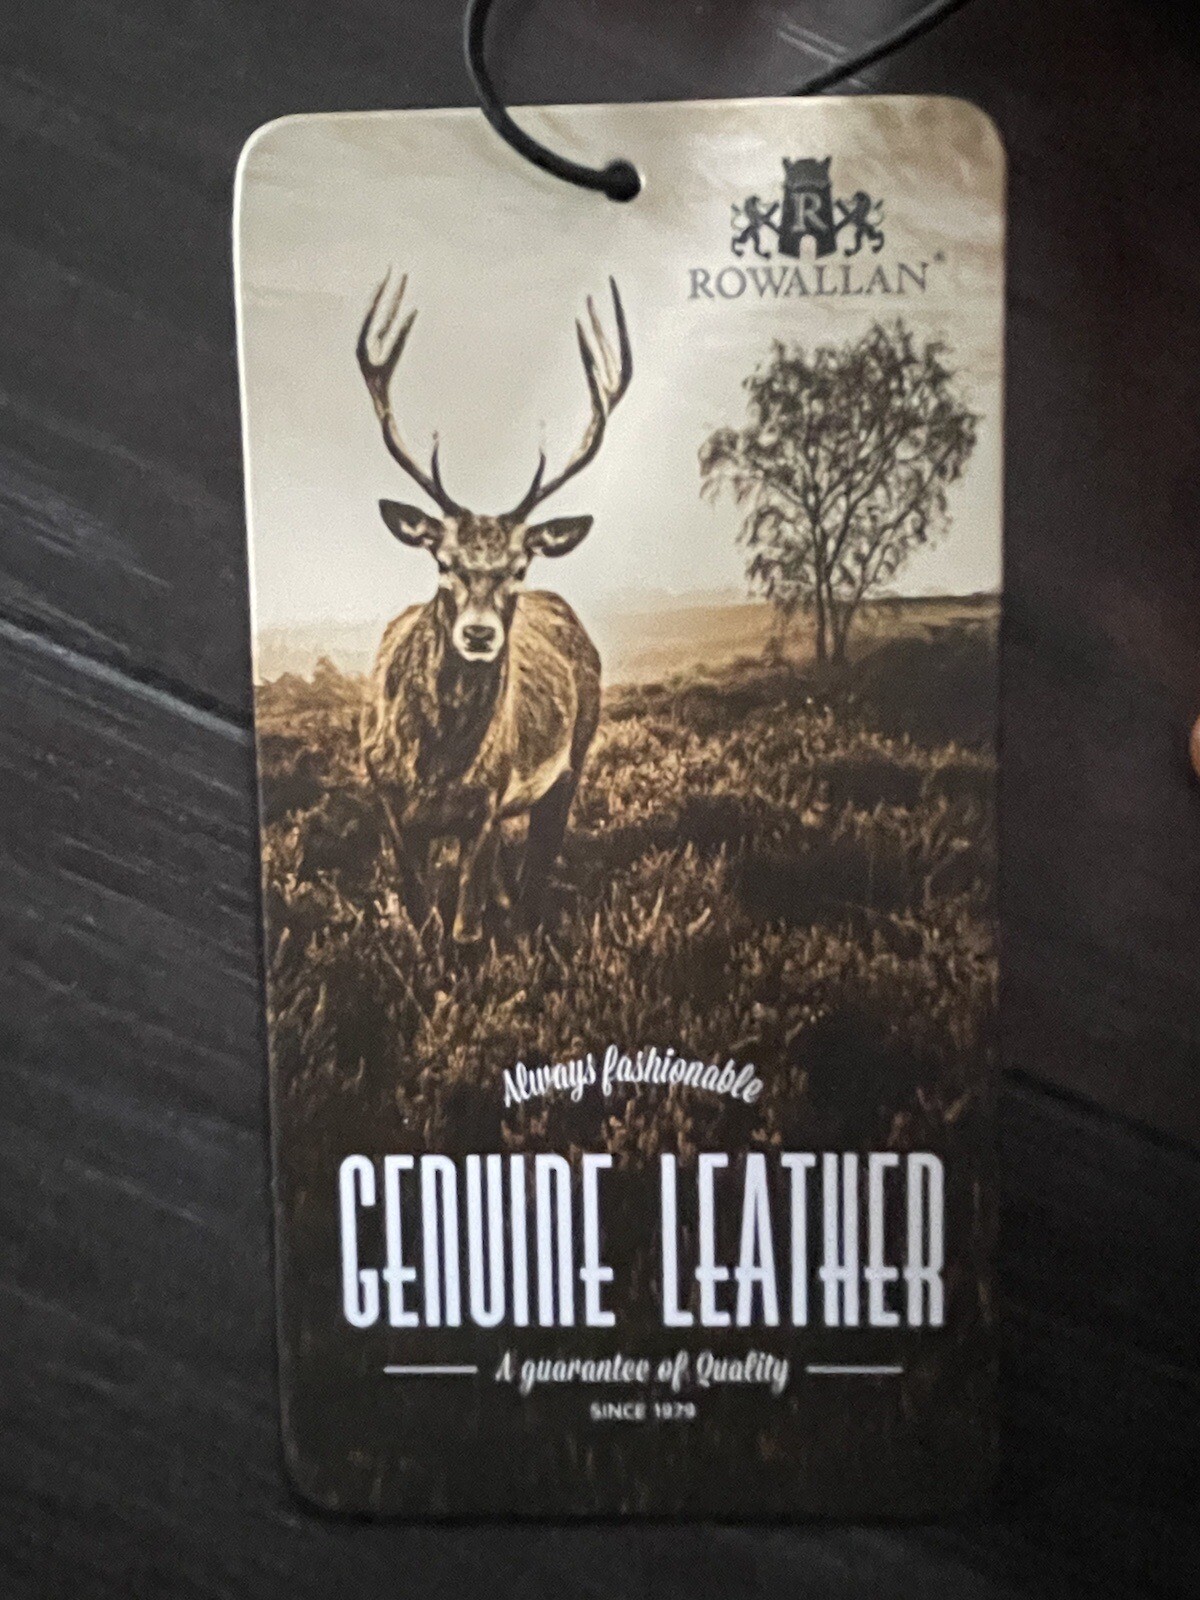 R
ROWALLAN®
Always fashionable
GENUINE LEATHER
A guarantee of Quality
SINCE 1979